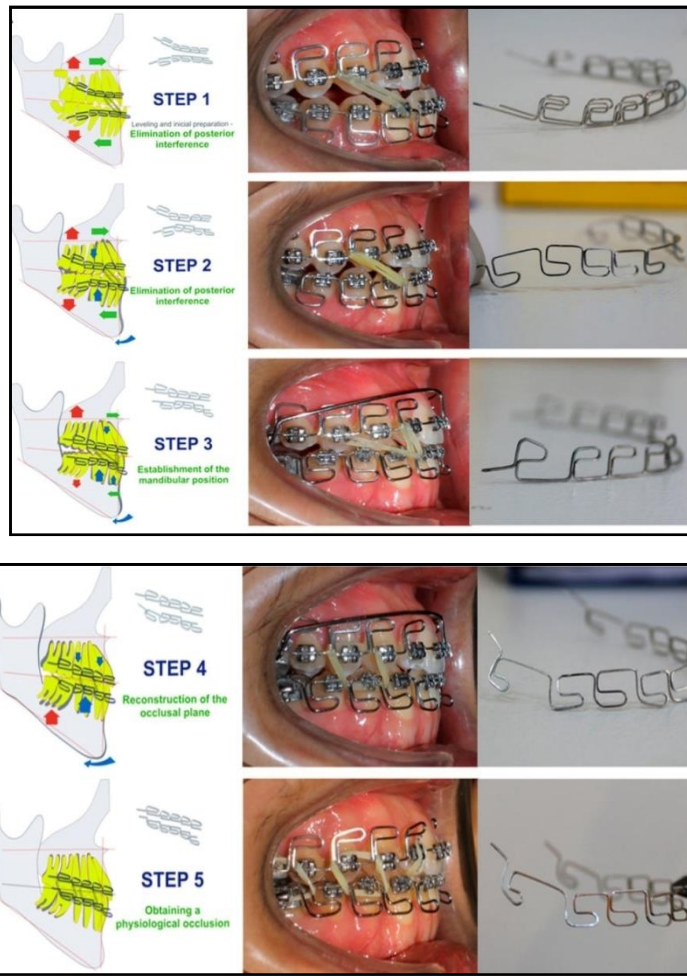 STEP 1
Leveling and inicial preparation -
Elimination of posterior
interference
STEP 2
Elimination of posterior
interference
STEP 3
Establishment of the
mandibular position
STEP 4
Reconstruction of the
occlusal plane
STEP 5
Obtaining a
physiological occlusion